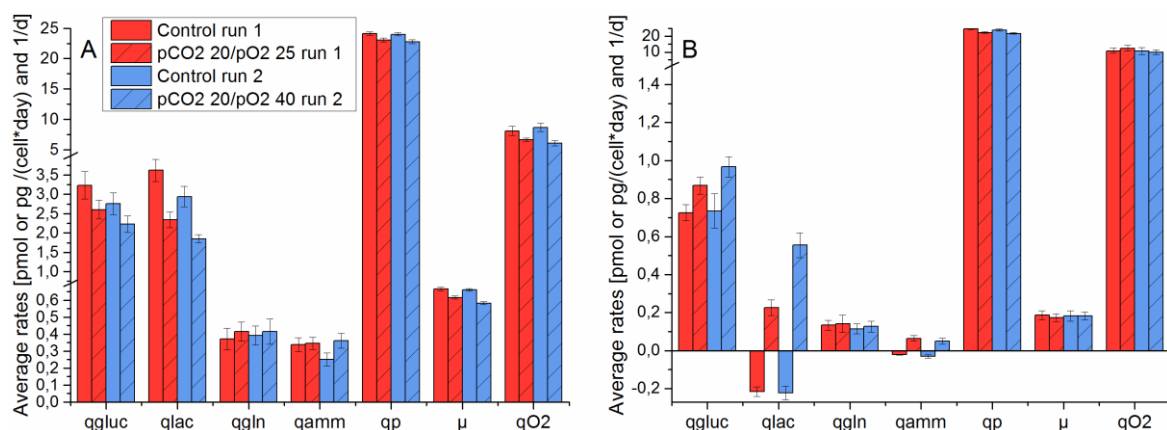 Average rates [pmol or pg /(cell*day) and 1/d]
25
20
15
10
5
3,5
3,0
2,5
2,0
1,0
0,6
0,5
0,4
0,3
0,2
0,1
0,0
A
Control run 1
pCO2 20/pO2 25 run 1
Control run 2
pCO2 20/pO2 40 run 2
qgluc qlac qgln qamm qp µ qO2
Average rates [pmol or pg/(cell*day) and 1/d]
20
10
1,4
1,2
1,0
0,8
0,6
0,4
0,2
0,0
-0,2
B
qgluc qlac qgln qamm qp µ qO2